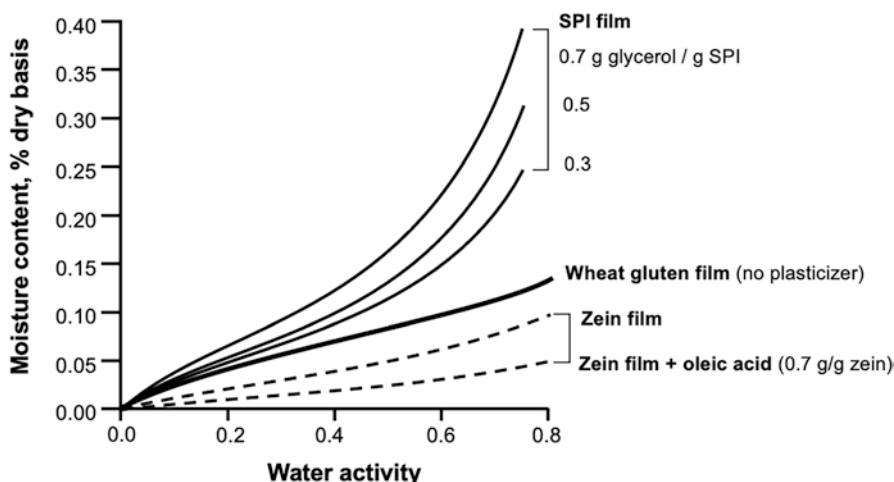 Moisture content, % dry basis
0.40
0.40
0.30
0.25
0.20
0.15
0.10
0.05
0.00
0.0
0.2
0.4
0.6
0.8
Water activity
SPI film
0.7 g glycerol / g SPI
0.5
0.3
Wheat gluten film (no plasticizer)
Zein film
Zein film + oleic acid (0.7 g/g zein)